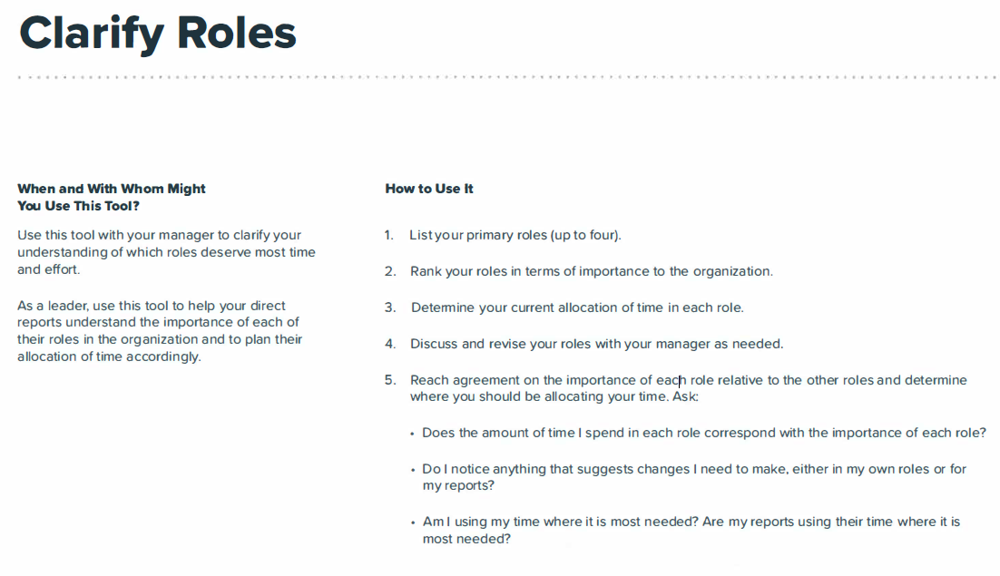 Clarify Roles
When and With Whom Might
You Use This Tool?
Use this tool with your manager to clarify your
understanding of which roles deserve most time
and effort.
As a leader, use this tool to help your direct
reports understand the importance of each of
their roles in the organization and to plan their
allocation of time accordingly.
How to Use It
1. List your primary roles (up to four).
2. Rank your roles in terms of importance to the organization.
3. Determine your current allocation of time in each role.
4. Discuss and revise your roles with your manager as needed.
5. Reach agreement on the importance of each role relative to the other roles and determine
where you should be allocating your time. Ask:
• Does the amount of time I spend in each role correspond with the importance of each role?
• Do I notice anything that suggests changes I need to make, either in my own roles or for
my reports?
• Am I using my time where it is most needed? Are my reports using their time where it is
most needed?